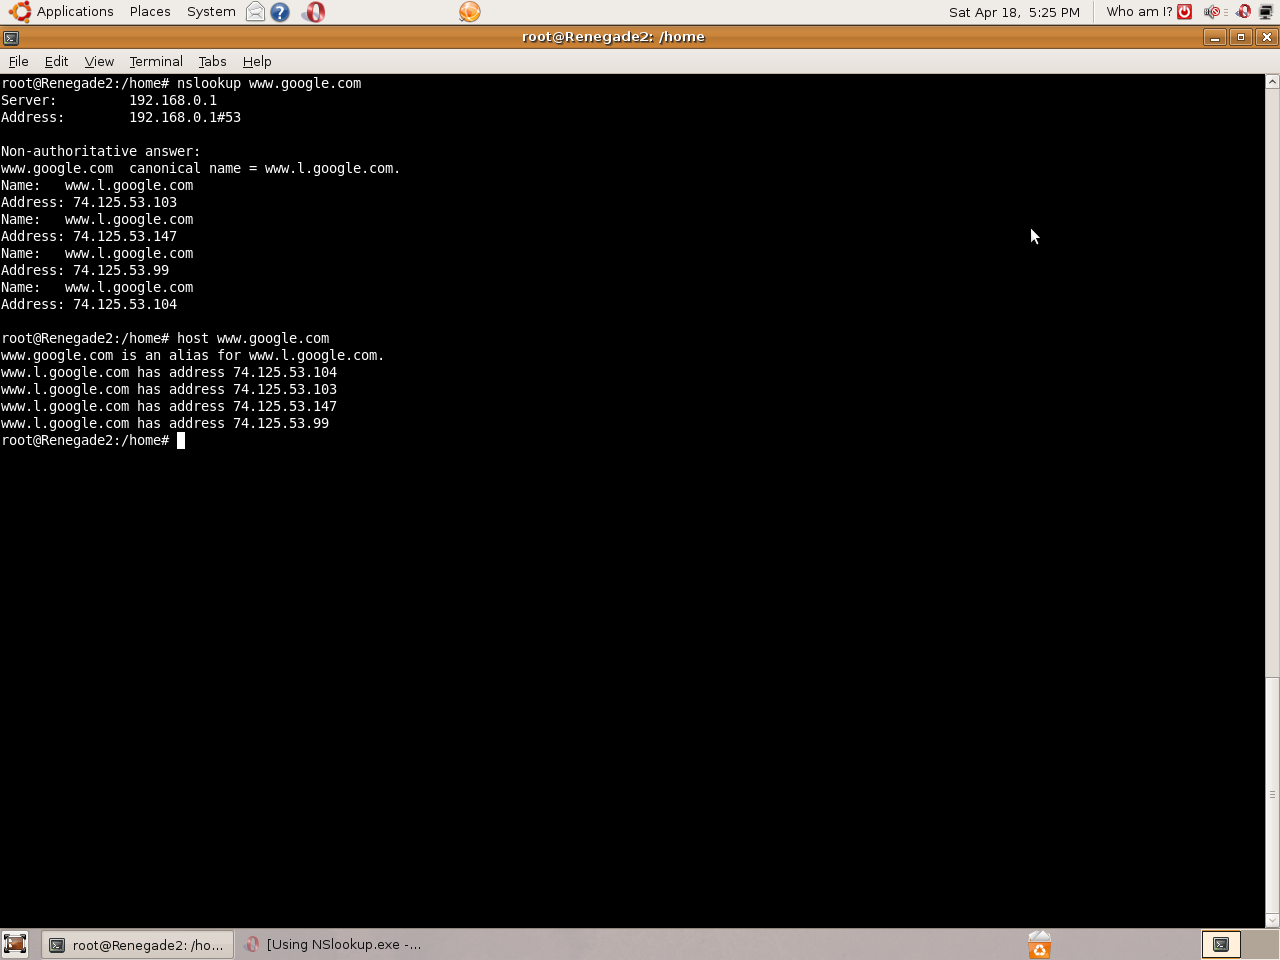 Applications Places System Sat Apr 18, 5:25 PM Who am I?
root@Renegade2: /home
File Edit View Terminal Tabs Help
root@Renegade2:/home# nslookup www.google.com
Server: 192.168.0.1
Address: 192.168.0.1#53
Non-authoritative answer:
www.google.com canonical name = www.l.google.com.
Name: www.l.google.com
Address: 74.125.53.103
Name: www.l.google.com
Address: 74.125.53.147
Name: www.l.google.com
Address: 74.125.53.99
Name: www.l.google.com
Address: 74.125.53.104
root@Renegade2:/home# host www.google.com
www.google.com is an alias for www.l.google.com.
www.l.google.com has address 74.125.53.104
www.l.google.com has address 74.125.53.103
www.l.google.com has address 74.125.53.147
www.l.google.com has address 74.125.53.99
root@Renegade2:/home#
root@Renegade2: /ho... [Using NSlookup.exe -...